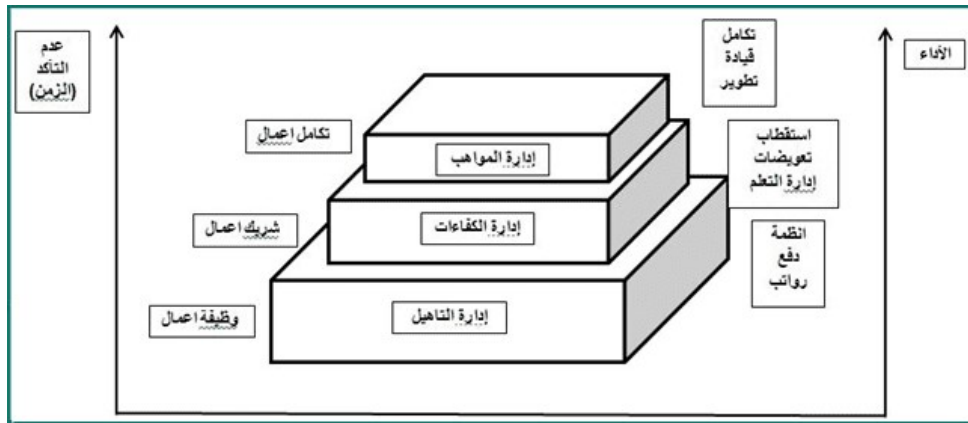 عدم
التأكد
(الزمن)
تكامل
قيادة
تطوير
الأداء
تكامل اعمال
إدارة المواهب
استقطاب
تعويضات
إدارة التعلم
شريك اعمال
إدارة الكفاءات
انظمة
دفع
رواتب
وظيفة اعمال
إدارة التاهيل